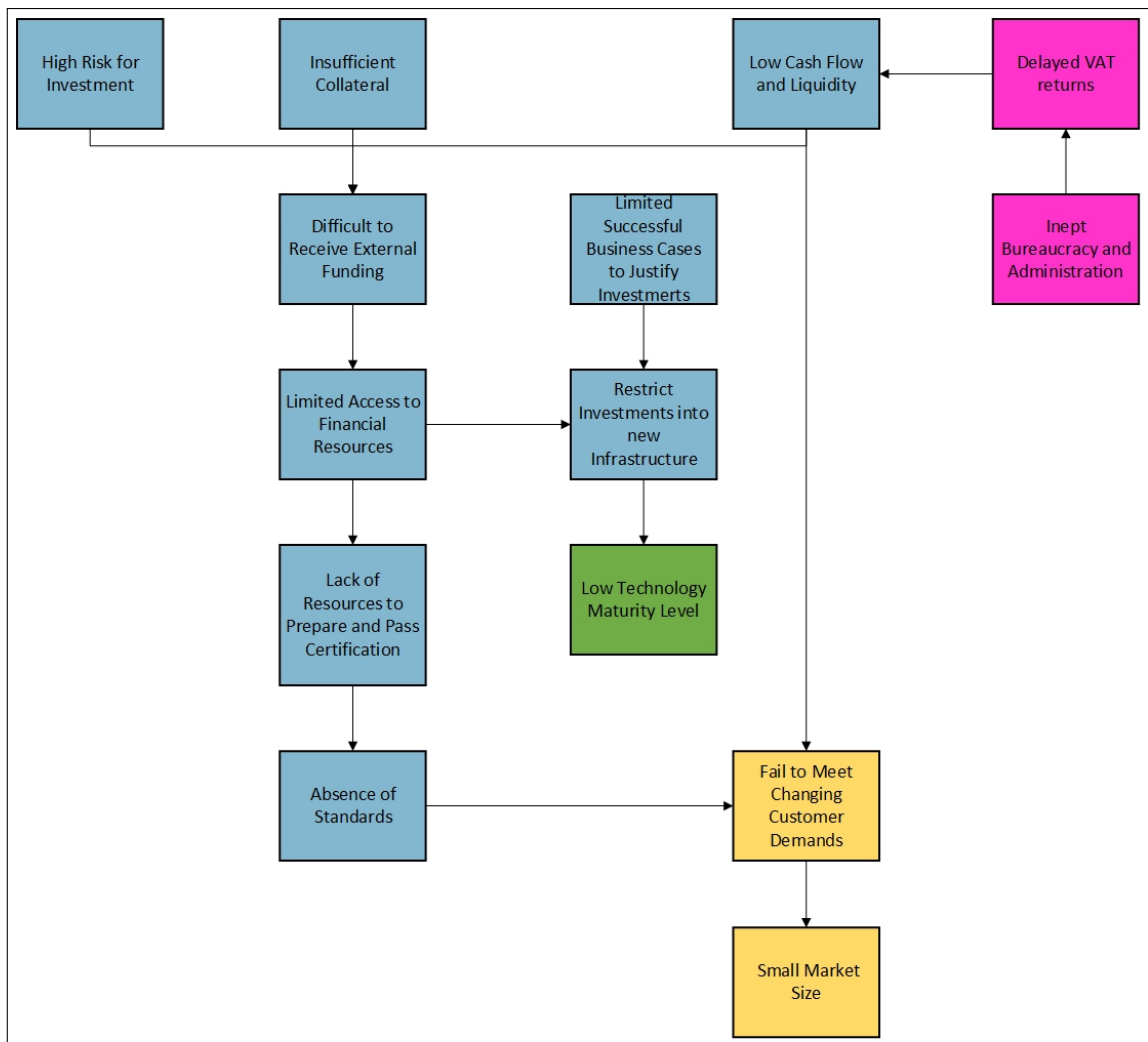 High Risk for
Investment
Insufficient
Collateral
Low Cash Flow
and Liquidity
Delayed VAT
returns
Difficult to
Receive External
Funding
Limited
Successful
Business Cases
to Justify
Investmerts
Inept
Bureaucracy and
Administration
Limited Access to
Financial
Resources
Restrict
Investments into
new
Infrastructure
Lack of
Resources to
Prepare and Pass
Certification
Low Technology
Maturity Level
Absence of
Standards
Fail to Meet
Changing
Customer
Demands
Small Market
Size